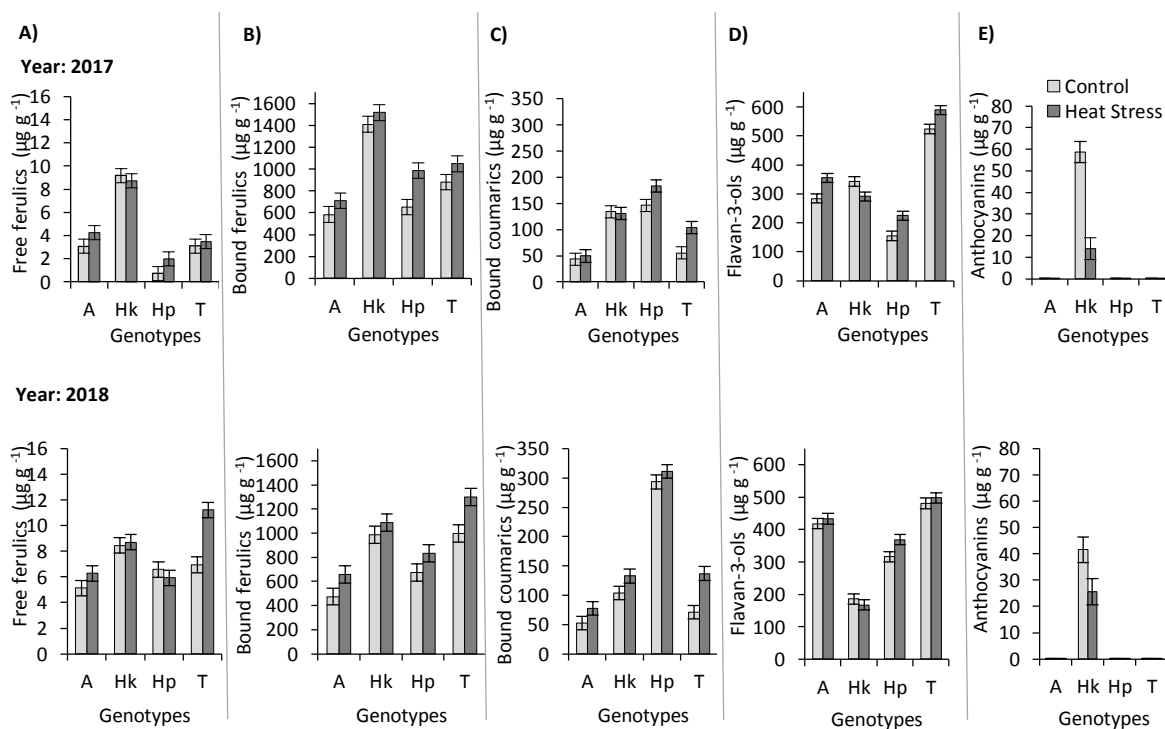 A)
B)
C)
D)
E)
Year: 2017
Free ferulics (µg g⁻¹)
16
14
12
10
8
6
4
2
0
A Hk Hp T
Genotypes
Bound ferulics (µg g⁻¹)
1600
1400
1200
1000
800
600
400
200
0
A Hk Hp T
Genotypes
Bound coumarics (µg g⁻¹)
350
300
250
200
150
100
50
0
A Hk Hp T
Genotypes
Flavan-3-ols (µg g⁻¹)
600
500
400
300
200
100
0
A Hk Hp T
Genotypes
Control
Heat Stress
Anthocyanins (µg g⁻¹)
80
70
60
50
40
30
20
10
0
A Hk Hp T
Genotypes
Year: 2018
Free ferulics (µg g⁻¹)
16
14
12
10
8
6
4
2
0
A Hk Hp T
Genotypes
Bound ferulics (µg g⁻¹)
1600
1400
1200
1000
800
600
400
200
0
A Hk Hp T
Genotypes
Bound coumarics (µg g⁻¹)
350
300
250
200
150
100
50
0
A Hk Hp T
Genotypes
Flavan-3-ols (µg g⁻¹)
600
500
400
300
200
100
0
A Hk Hp T
Genotypes
Anthocyanins (µg g⁻¹)
80
70
60
50
40
30
20
10
0
A Hk Hp T
Genotypes